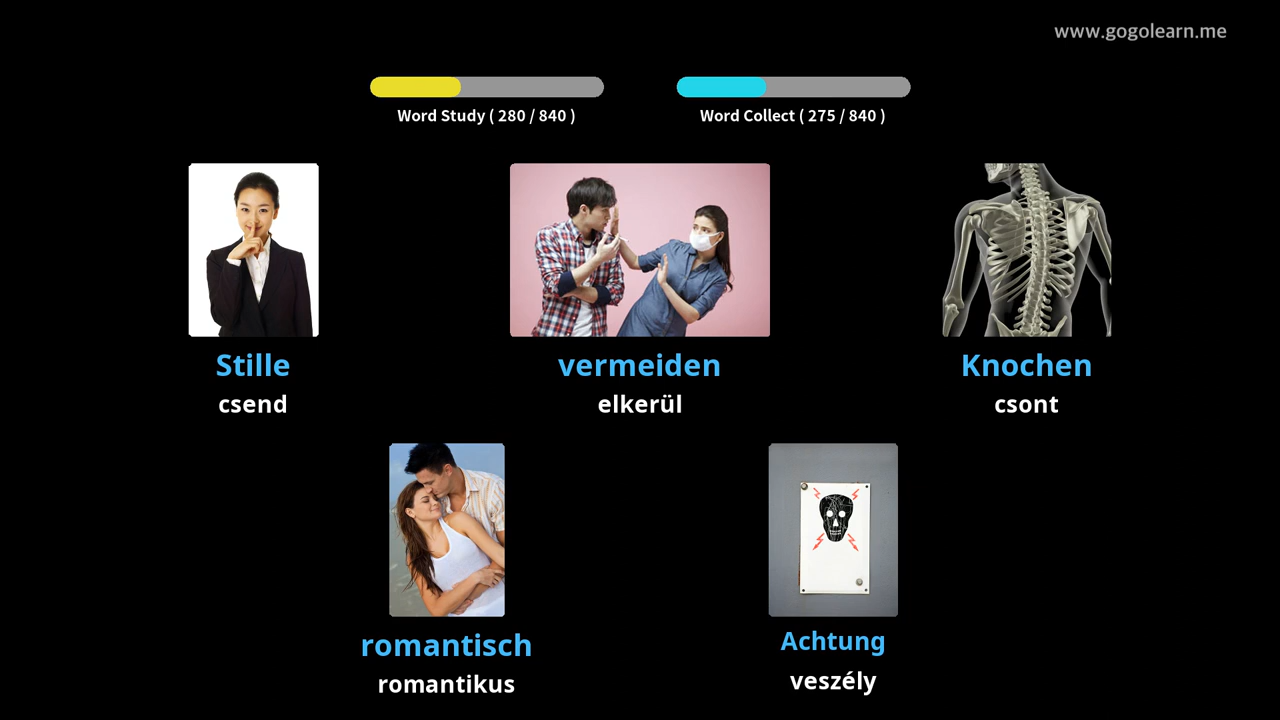 www.gogolearn.me
Word Study ( 280 / 840 )
Word Collect ( 275 / 840 )
Stille
csend
vermeiden
elkerül
Knochen
csont
romantisch
romantikus
Achtung
veszély